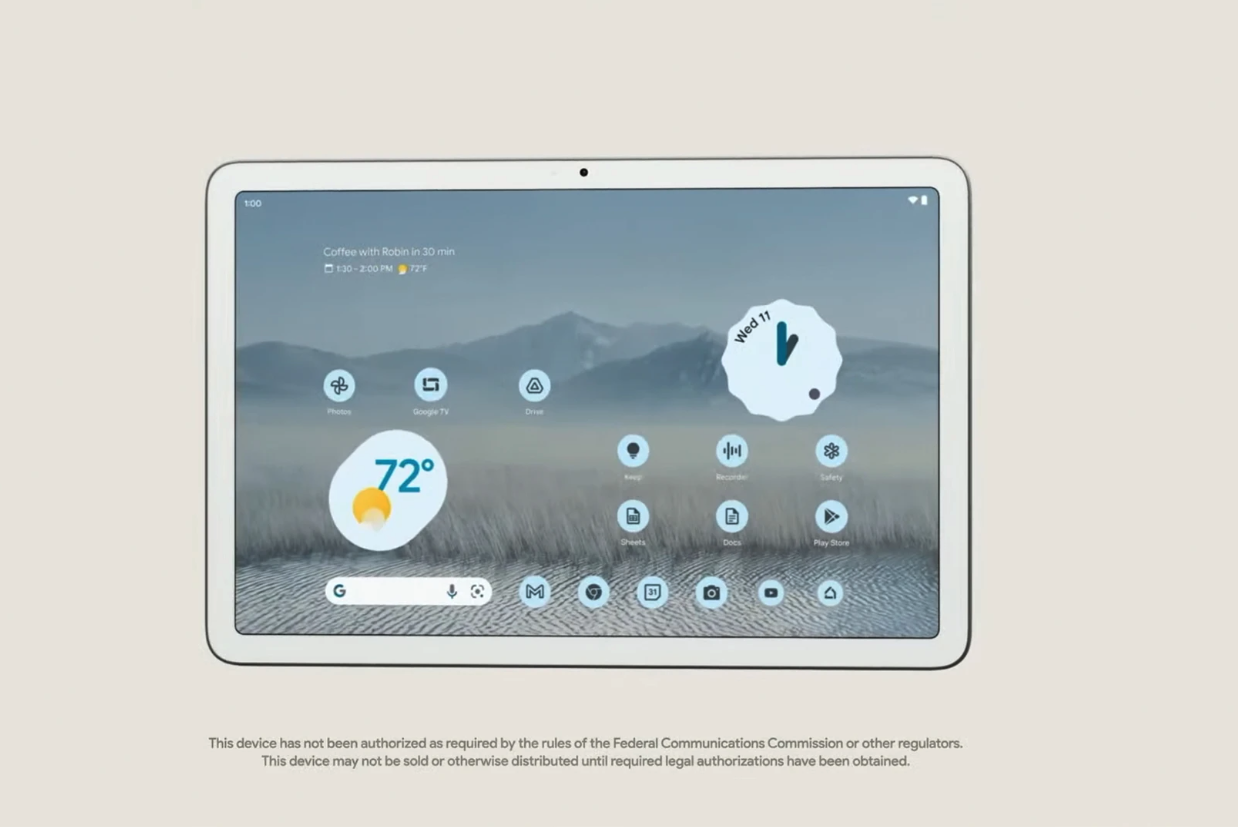 1:00
Coffee with Robin in 30 min
1:30 - 2:00 PM 72°F
Wed 11
Photos
Google TV
Drive
72°
Keep
Recorder
Safety
Sheets
Docs
Play Store
G
31
This device has not been authorized as required by the rules of the Federal Communications Commission or other regulators.
This device may not be sold or otherwise distributed until required legal authorizations have been obtained.